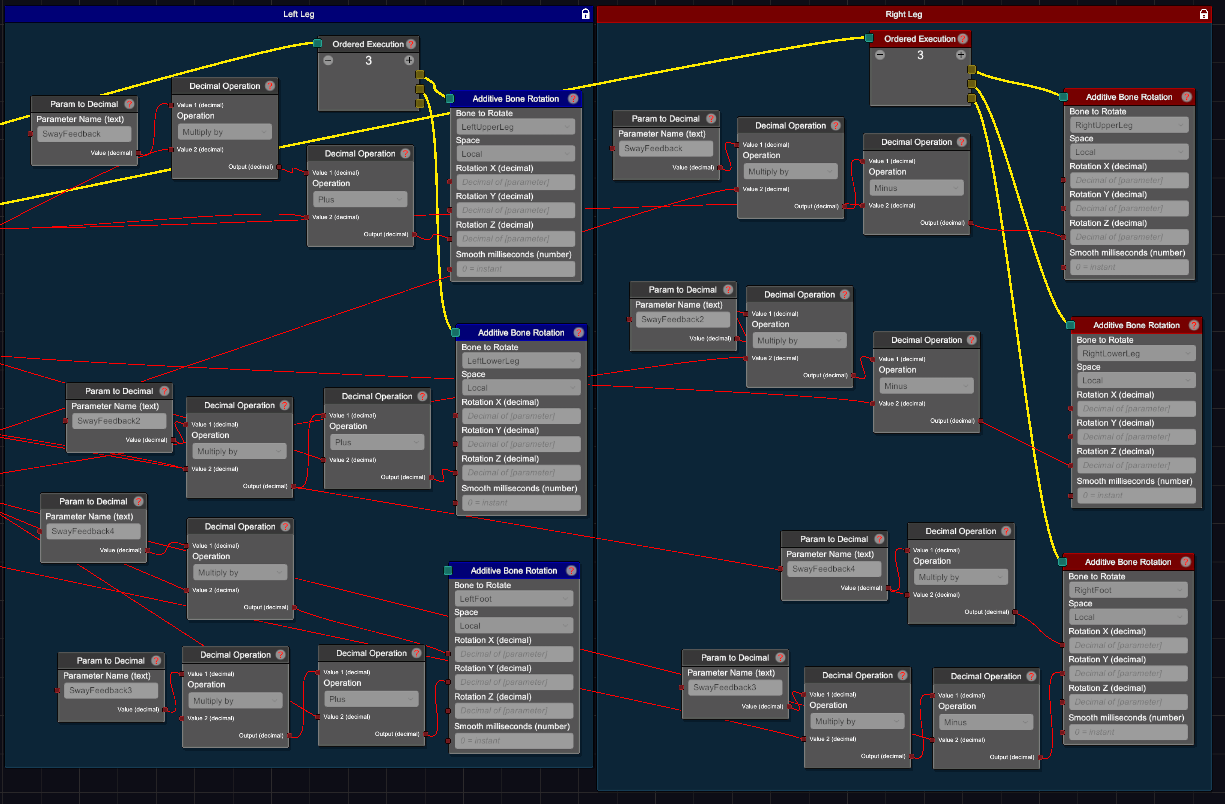 Left Leg
Ordered Execution ?
3
Decimal Operation ?
Value 1 (decimal)
Operation
Multiply by
Value 2 (decimal)
Output (decimal)
Param to Decimal ?
Parameter Name (text)
SwayFeedback
Value (decimal)
Additive Bone Rotation ?
Bone to Rotate
LeftUpperLeg
Space
Local
Rotation X (decimal)
Decimal of [parameter]
Rotation Y (decimal)
Decimal of [parameter]
Rotation Z (decimal)
Decimal of [parameter]
Smooth milliseconds (number)
0 = instant
Decimal Operation ?
Value 1 (decimal)
Operation
Plus
Value 2 (decimal)
Output (decimal)
Additive Bone Rotation ?
Bone to Rotate
LeftLowerLeg
Space
Local
Rotation X (decimal)
Decimal of [parameter]
Rotation Y (decimal)
Decimal of [parameter]
Rotation Z (decimal)
Decimal of [parameter]
Smooth milliseconds (number)
0 = instant
Param to Decimal ?
Parameter Name (text)
SwayFeedback2
Value (decimal)
Decimal Operation ?
Value 1 (decimal)
Operation
Multiply by
Value 2 (decimal)
Output (decimal)
Decimal Operation ?
Value 1 (decimal)
Operation
Plus
Value 2 (decimal)
Output (decimal)
Param to Decimal ?
Parameter Name (text)
SwayFeedback4
Value (decimal)
Decimal Operation ?
Value 1 (decimal)
Operation
Multiply by
Value 2 (decimal)
Output (decimal)
Additive Bone Rotation ?
Bone to Rotate
LeftFoot
Space
Local
Rotation X (decimal)
Decimal of [parameter]
Rotation Y (decimal)
Decimal of [parameter]
Rotation Z (decimal)
Decimal of [parameter]
Smooth milliseconds (number)
0 = instant
Param to Decimal ?
Parameter Name (text)
SwayFeedback3
Value (decimal)
Decimal Operation ?
Value 1 (decimal)
Operation
Multiply by
Value 2 (decimal)
Output (decimal)
Decimal Operation ?
Value 1 (decimal)
Operation
Plus
Value 2 (decimal)
Output (decimal)
Right Leg
Ordered Execution ?
3
Param to Decimal ?
Parameter Name (text)
SwayFeedback
Value (decimal)
Decimal Operation ?
Value 1 (decimal)
Operation
Multiply by
Value 2 (decimal)
Output (decimal)
Decimal Operation ?
Value 1 (decimal)
Operation
Minus
Value 2 (decimal)
Output (decimal)
Additive Bone Rotation ?
Bone to Rotate
RightUpperLeg
Space
Local
Rotation X (decimal)
Decimal of [parameter]
Rotation Y (decimal)
Decimal of [parameter]
Rotation Z (decimal)
Decimal of [parameter]
Smooth milliseconds (number)
0 = instant
Param to Decimal ?
Parameter Name (text)
SwayFeedback2
Value (decimal)
Decimal Operation ?
Value 1 (decimal)
Operation
Multiply by
Value 2 (decimal)
Output (decimal)
Decimal Operation ?
Value 1 (decimal)
Operation
Minus
Value 2 (decimal)
Output (decimal)
Additive Bone Rotation ?
Bone to Rotate
RightLowerLeg
Space
Local
Rotation X (decimal)
Decimal of [parameter]
Rotation Y (decimal)
Decimal of [parameter]
Rotation Z (decimal)
Decimal of [parameter]
Smooth milliseconds (number)
0 = instant
Param to Decimal ?
Parameter Name (text)
SwayFeedback4
Value (decimal)
Decimal Operation ?
Value 1 (decimal)
Operation
Multiply by
Value 2 (decimal)
Output (decimal)
Additive Bone Rotation ?
Bone to Rotate
RightFoot
Space
Local
Rotation X (decimal)
Decimal of [parameter]
Rotation Y (decimal)
Decimal of [parameter]
Rotation Z (decimal)
Decimal of [parameter]
Smooth milliseconds (number)
0 = instant
Param to Decimal ?
Parameter Name (text)
SwayFeedback3
Value (decimal)
Decimal Operation ?
Value 1 (decimal)
Operation
Multiply by
Value 2 (decimal)
Output (decimal)
Decimal Operation ?
Value 1 (decimal)
Operation
Minus
Value 2 (decimal)
Output (decimal)